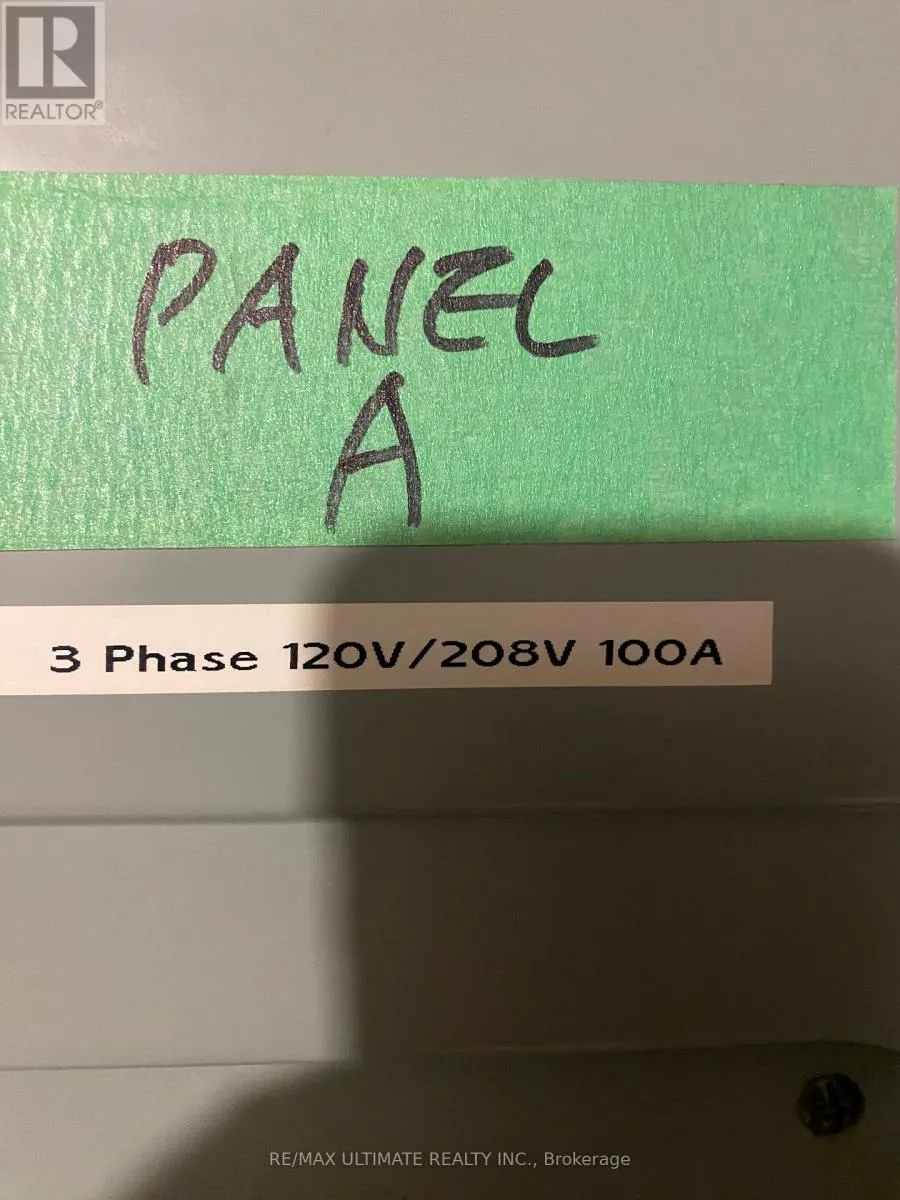 REALTOR®
PANEL
A
3 Phase 120V/208V 100A
RE/MAX ULTIMATE REALTY INC., Brokerage